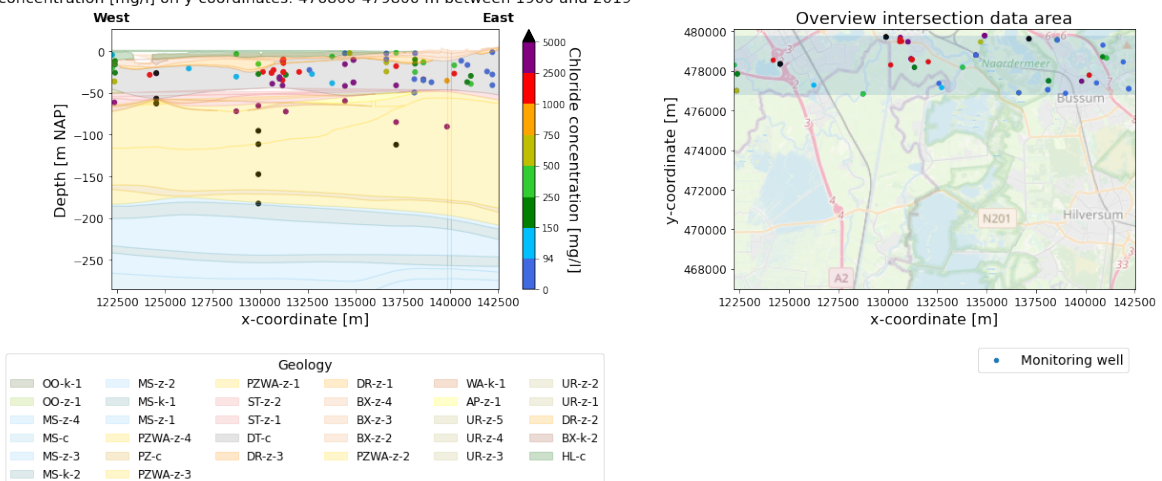 concentration [mg/l] on y-coordinates: 476800-479800 m between 1900 and 2019
West East
0
−50
−100
−150
−200
−250
Depth [m NAP]
122500 125000 127500 130000 132500 135000 137500 140000 142500
x-coordinate [m]
5000
2500
1000
750
500
250
150
94
0
Chloride concentration [mg/l]
Overview intersection data area
480000
478000
476000
474000
472000
470000
468000
y-coordinate [m]
Naardermeer
Bussum
N201
Hilversum
A2
33
122500 125000 127500 130000 132500 135000 137500 140000 142500
x-coordinate [m]
Monitoring well
Geology
OO-k-1 MS-z-2 PZWA-z-1 DR-z-1 WA-k-1 UR-z-2
OO-z-1 MS-k-1 ST-z-2 BX-z-4 AP-z-1 UR-z-1
MS-z-4 MS-z-1 ST-z-1 BX-z-3 UR-z-5 DR-z-2
MS-c PZWA-z-4 DT-c BX-z-2 UR-z-4 BX-k-2
MS-z-3 PZ-c DR-z-3 PZWA-z-2 UR-z-3 HL-c
MS-k-2 PZWA-z-3